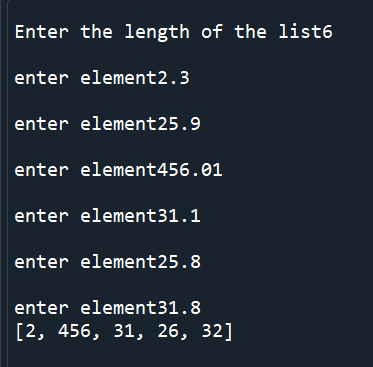 Enter the length of the list6
enter element2.3
enter element25.9
enter element456.01
enter element31.1
enter element25.8
enter element31.8
[2, 456, 31, 26, 32]